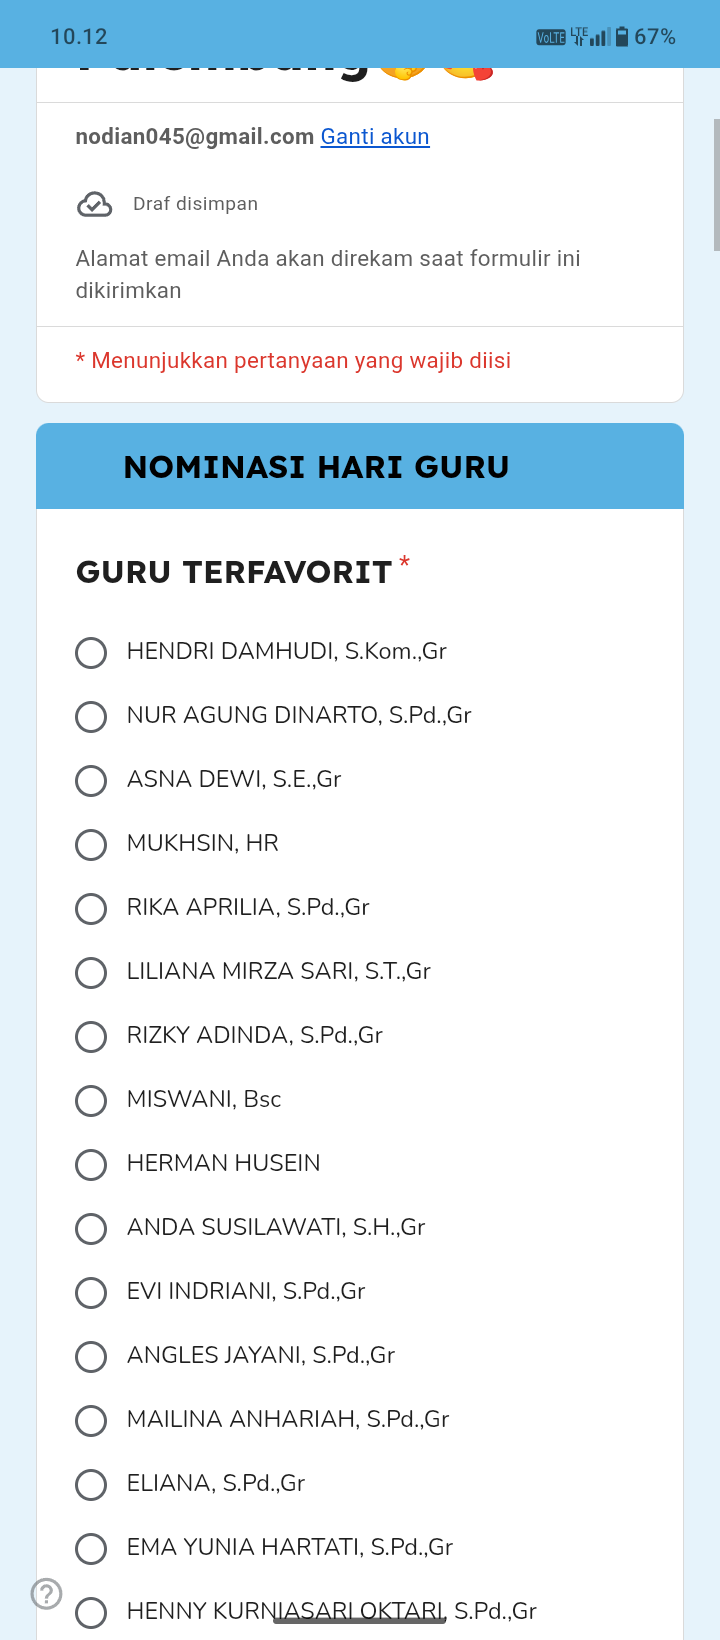 10.12
VoLTE LTE 67%
Palembang
nodian045@gmail.com Ganti akun
Draf disimpan
Alamat email Anda akan direkam saat formulir ini
dikirimkan
* Menunjukkan pertanyaan yang wajib diisi
NOMINASI HARI GURU
GURU TERFAVORIT *
HENDRI DAMHUDI, S.Kom.,Gr
NUR AGUNG DINARTO, S.Pd.,Gr
ASNA DEWI, S.E.,Gr
MUKHSIN, HR
RIKA APRILIA, S.Pd.,Gr
LILIANA MIRZA SARI, S.T.,Gr
RIZKY ADINDA, S.Pd.,Gr
MISWANI, Bsc
HERMAN HUSEIN
ANDA SUSILAWATI, S.H.,Gr
EVI INDRIANI, S.Pd.,Gr
ANGLES JAYANI, S.Pd.,Gr
MAILINA ANHARIAH, S.Pd.,Gr
ELIANA, S.Pd.,Gr
EMA YUNIA HARTATI, S.Pd.,Gr
?
HENNY KURNIASARI OKTARI, S.Pd.,Gr